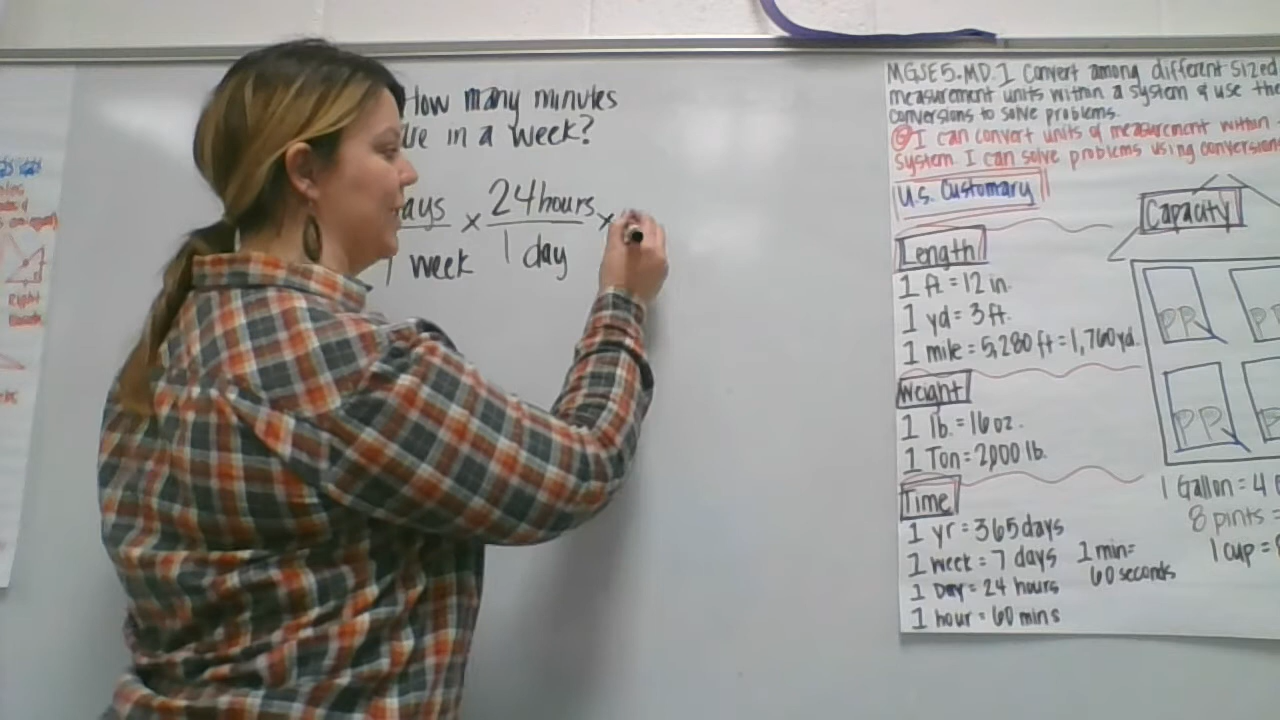 How many minutes
in a week?
ays × 24 hours ×
1 week 1 day
MGSE5.MD.1 Convert among different-sized
measurement units within a system & use the
conversions to solve problems.
I can convert units of measurement within
system. I can solve problems using conversions
U.S. Customary
Length
1 ft = 12 in.
1 yd = 3 ft.
1 mile = 5,280 ft = 1,760 yd.
Weight
1 lb. = 16 oz.
1 Ton = 2,000 lb.
Time
1 yr = 365 days
1 week = 7 days
1 Day = 24 hours
1 hour = 60 mins
1 min =
60 seconds
Capacity
PP
PP
1 Gallon = 4
8 pints =
1 cup =
Right